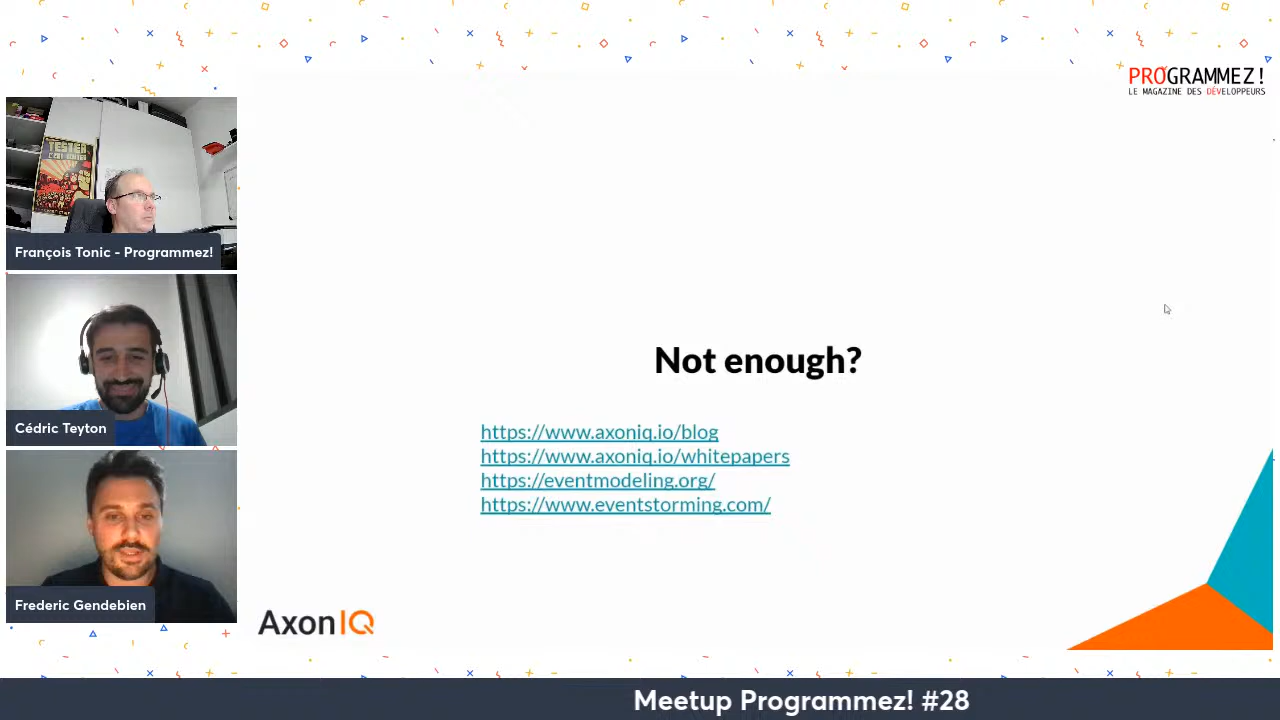 PROGRAMMEZ!
LE MAGAZINE DES DÉVELOPPEURS
TESTER
François Tonic - Programmez!
Cédric Teyton
Frederic Gendebien
Not enough?
https://www.axoniq.io/blog
https://www.axoniq.io/whitepapers
https://eventmodeling.org/
https://www.eventstorming.com/
AxonIQ
Meetup Programmez! #28